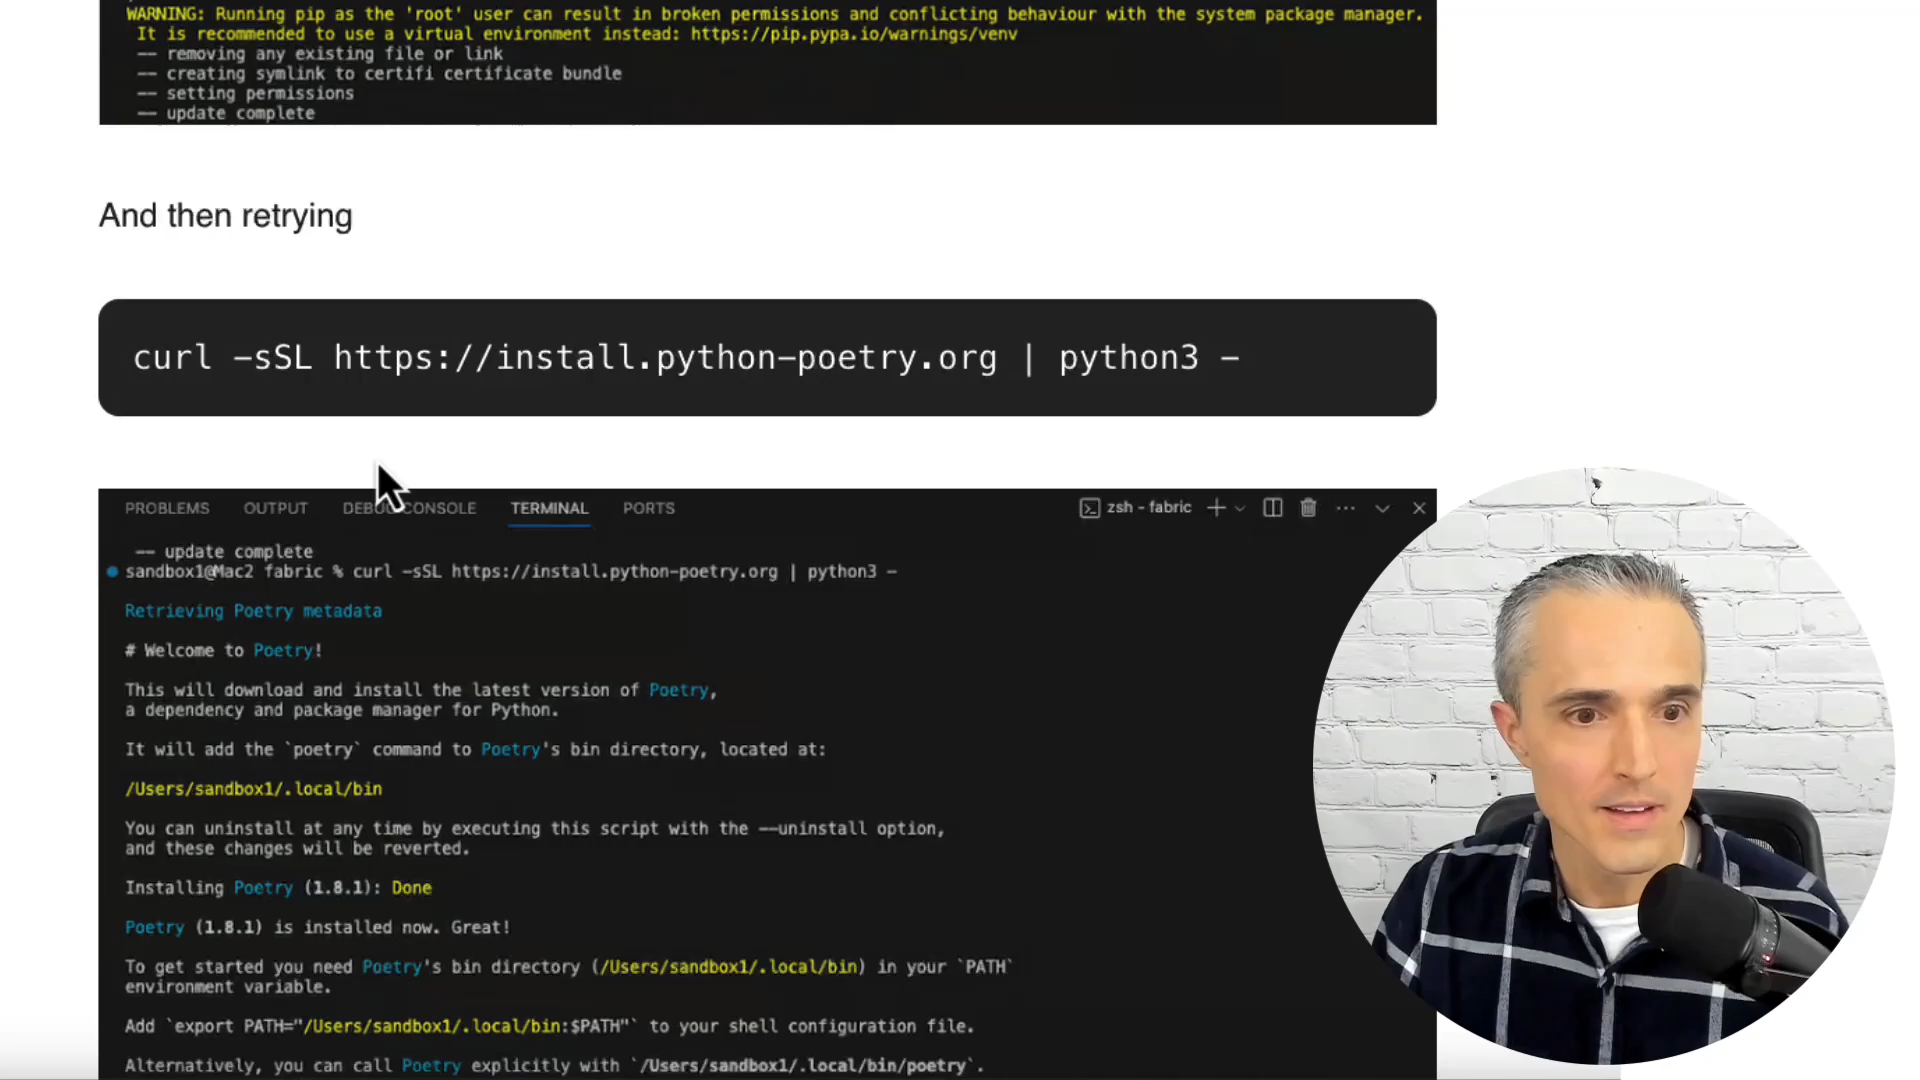 WARNING: Running pip as the 'root' user can result in broken permissions and conflicting behaviour with the system package manager.
It is recommended to use a virtual environment instead: https://pip.pypa.io/warnings/venv
-- removing any existing file or link
-- creating symlink to certifi certificate bundle
-- setting permissions
-- update complete
And then retrying
curl -sSL https://install.python-poetry.org | python3 -
PROBLEMS OUTPUT DEBUG CONSOLE TERMINAL PORTS zsh - fabric
-- update complete
sandbox1@Mac2 fabric % curl -sSL https://install.python-poetry.org | python3 -
Retrieving Poetry metadata
# Welcome to Poetry!
This will download and install the latest version of Poetry,
a dependency and package manager for Python.
It will add the `poetry` command to Poetry's bin directory, located at:
/Users/sandbox1/.local/bin
You can uninstall at any time by executing this script with the --uninstall option,
and these changes will be reverted.
Installing Poetry (1.8.1): Done
Poetry (1.8.1) is installed now. Great!
To get started you need Poetry's bin directory (/Users/sandbox1/.local/bin) in your `PATH`
environment variable.
Add `export PATH="/Users/sandbox1/.local/bin:$PATH"` to your shell configuration file.
Alternatively, you can call Poetry explicitly with `/Users/sandbox1/.local/bin/poetry`.